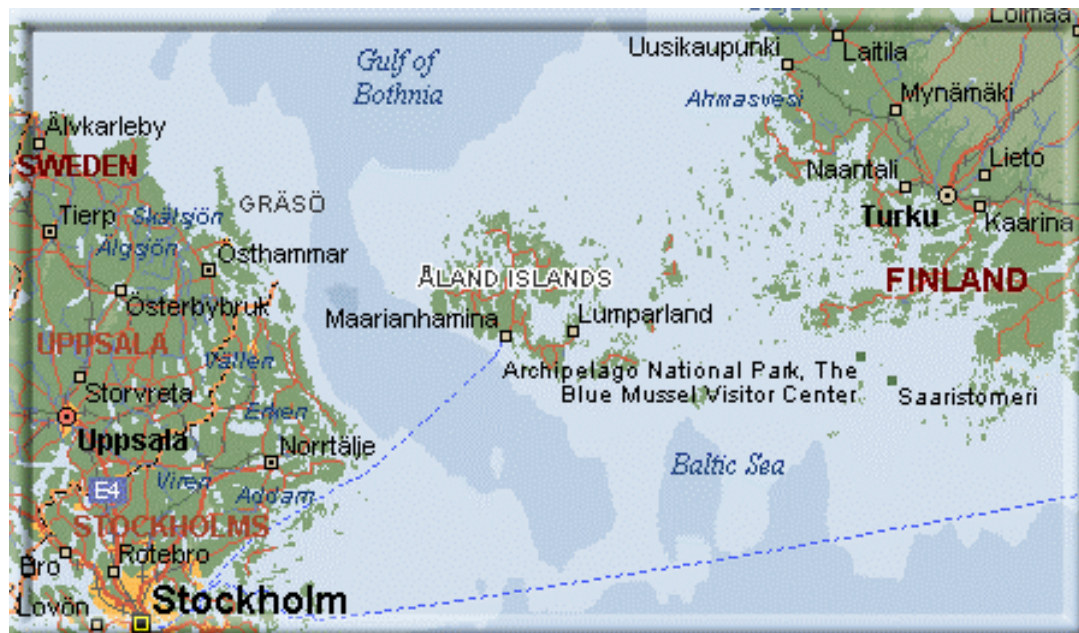 Loimaa
Gulf of
Bothnia
Uusikaupunki
Laitila
Ahmasvesi
Mynämäki
Älvkarleby
SWEDEN
Naantali
Lieto
Tierp
Skälsjön
GRÄSÖ
Turku
Kaarina
Älgsjön
Östhammar
ÅLAND ISLANDS
FINLAND
Österbybruk
Maarianhamina
Lumparland
UPPSALA
Vällen
Archipelago National Park, The
Blue Mussel Visitor Center
Saaristomeri
Storvreta
Erken
Uppsala
Norrtälje
Baltic Sea
Viren
E4
Addam
STOCKHOLMS
Bro
Rotebro
Lovön
Stockholm